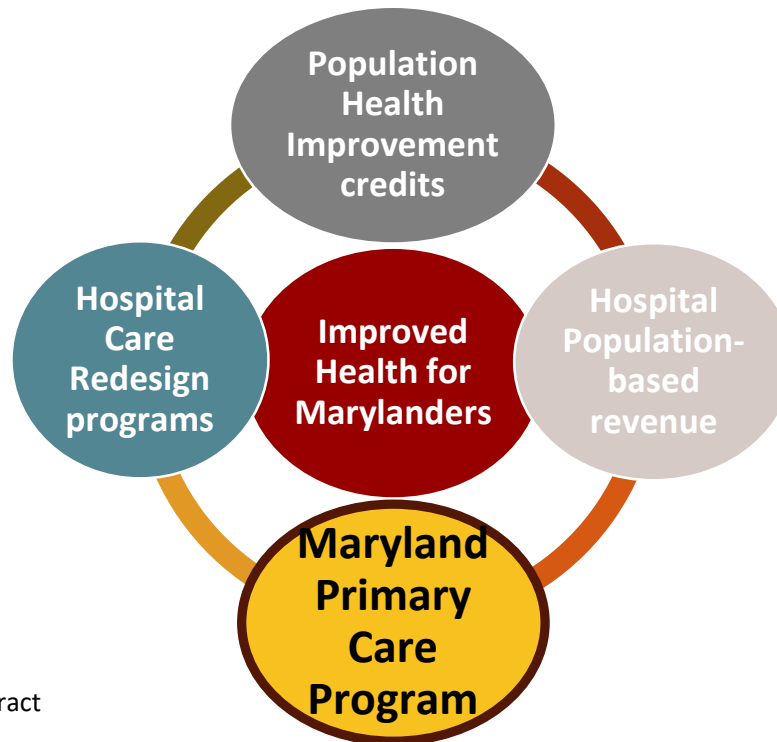 Population
Health
Improvement
credits
Hospital
Care
Redesign
programs
Improved
Health for
Marylanders
Hospital
Population-
based
revenue
Maryland
Primary
Care
Program
ract